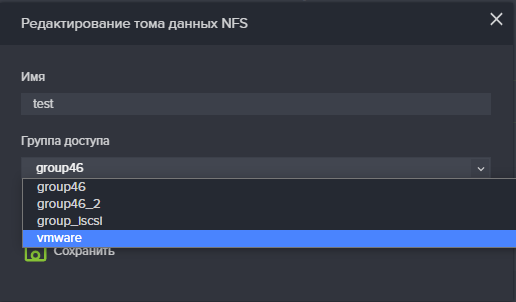 Редактирование тома данных NFS
Имя
test
Группа доступа
group46
group46
group46_2
group_iscsi
vmware
Сохранить